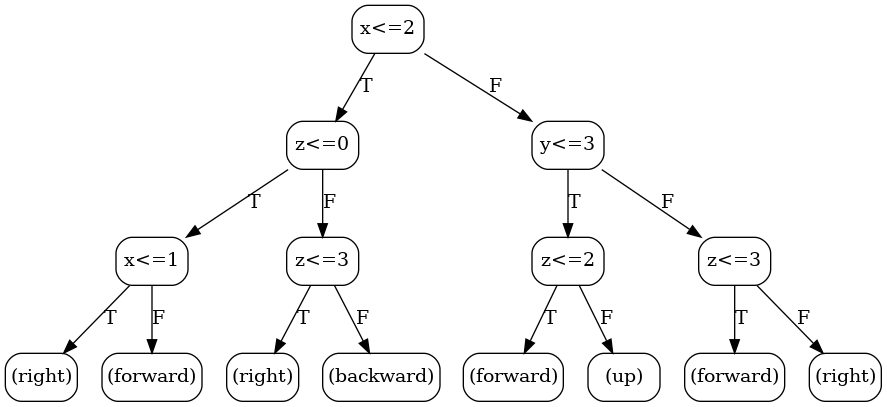 x<=2
T
F
z<=0
y<=3
T
F
T
F
x<=1
z<=3
z<=2
z<=3
T
F
T
F
T
F
T
F
(right)
(forward)
(right)
(backward)
(forward)
(up)
(forward)
(right)